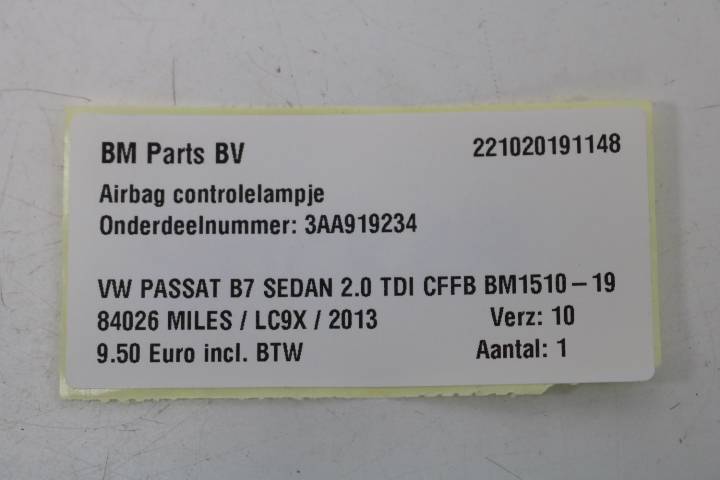 BM Parts BV 221020191148
Airbag controlelampje
Onderdeelnummer: 3AA919234
VW PASSAT B7 SEDAN 2.0 TDI CFFB BM1510 – 19
84026 MILES / LC9X / 2013 Verz: 10
9.50 Euro incl. BTW Aantal: 1